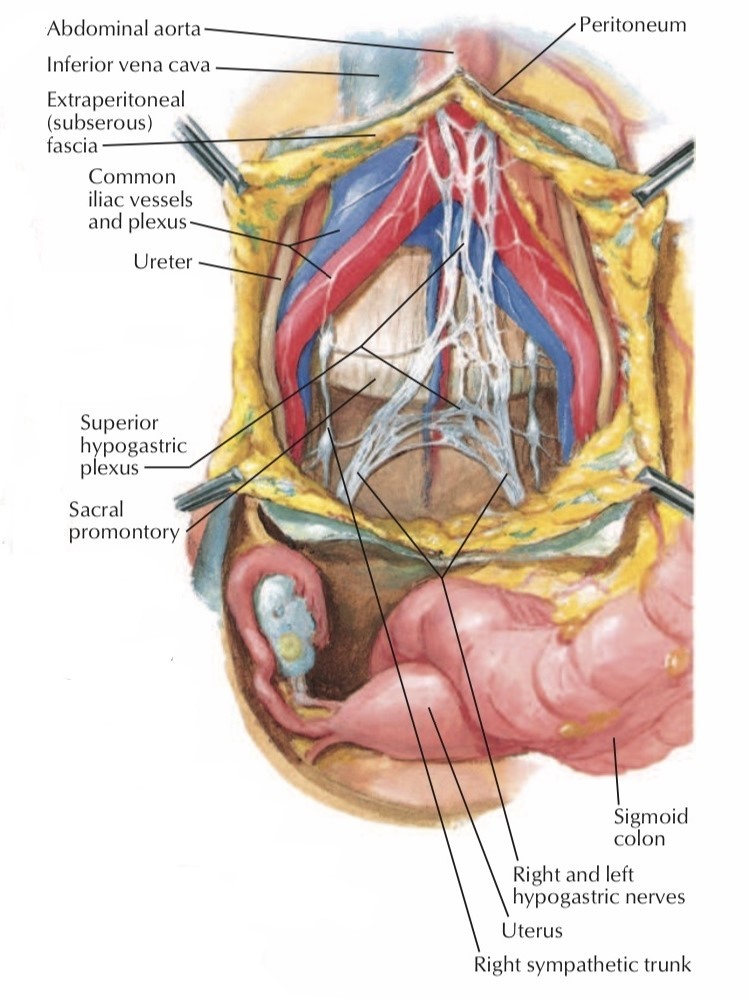 Abdominal aorta
Peritoneum
Inferior vena cava
Extraperitoneal
(subserous)
fascia
Common
iliac vessels
and plexus
Ureter
Superior
hypogastric
plexus
Sacral
promontory
Sigmoid
colon
Right and left
hypogastric nerves
Uterus
Right sympathetic trunk